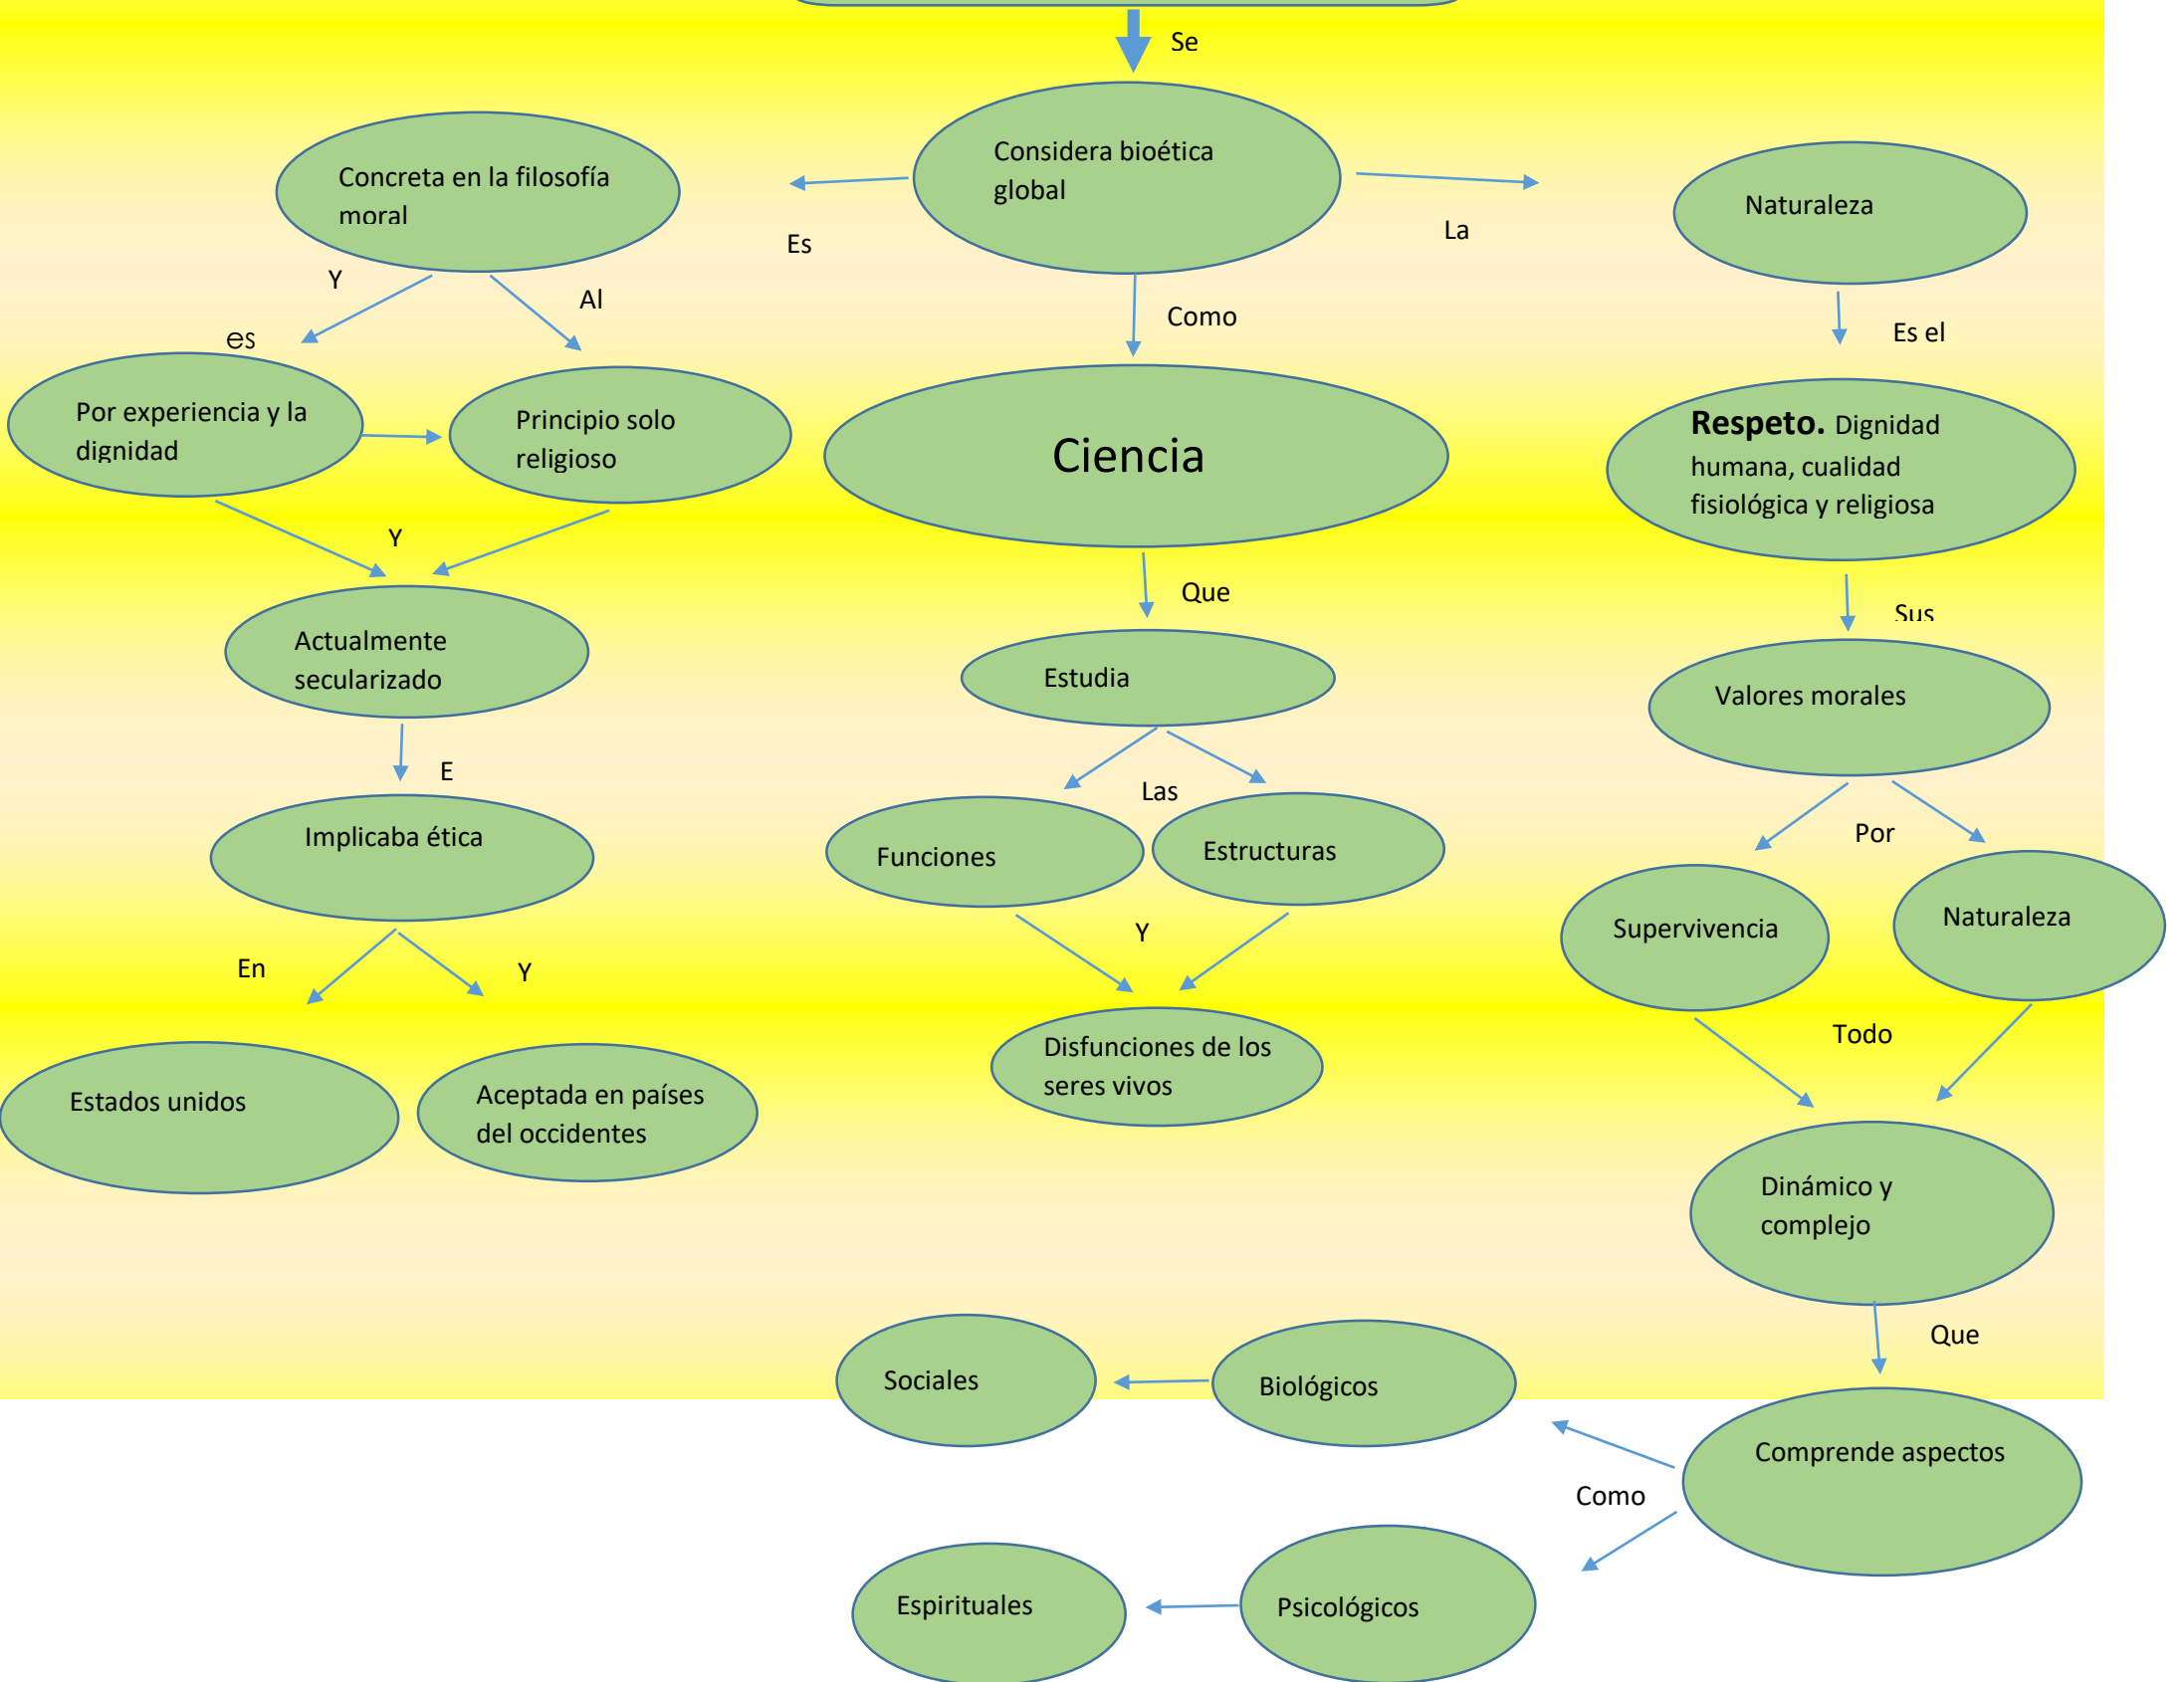 Se
Considera bioética
global
Concreta en la filosofía
moral
Naturaleza
Es
La
Y
Al
Como
Es el
es
Por experiencia y la
dignidad
Principio solo
religioso
Ciencia
Respeto. Dignidad
humana, cualidad
fisiológica y religiosa
Y
Que
Sus
Actualmente
secularizado
Estudia
Valores morales
E
Las
Por
Implicaba ética
Funciones
Estructuras
Supervivencia
Naturaleza
En
Y
Y
Todo
Estados unidos
Aceptada en países
del occidentes
Disfunciones de los
seres vivos
Dinámico y
complejo
Que
Sociales
Biológicos
Comprende aspectos
Como
Espirituales
Psicológicos